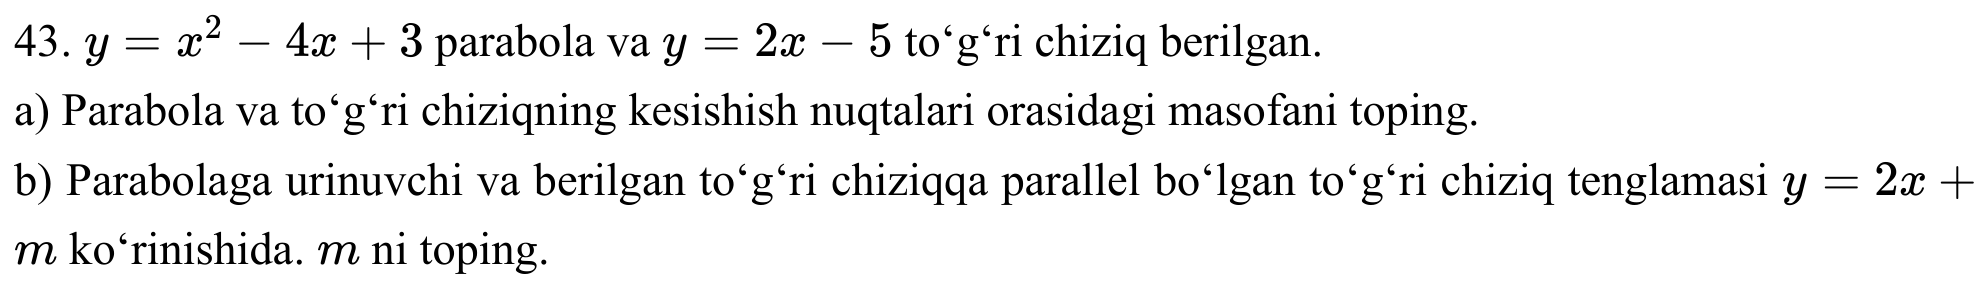 43. y = x² − 4x + 3 parabola va y = 2x − 5 to‘g‘ri chiziq berilgan.
a) Parabola va to‘g‘ri chiziqning kesishish nuqtalari orasidagi masofani toping.
b) Parabolaga urinuvchi va berilgan to‘g‘ri chiziqqa parallel bo‘lgan to‘g‘ri chiziq tenglamasi y = 2x +
m ko‘rinishida. m ni toping.